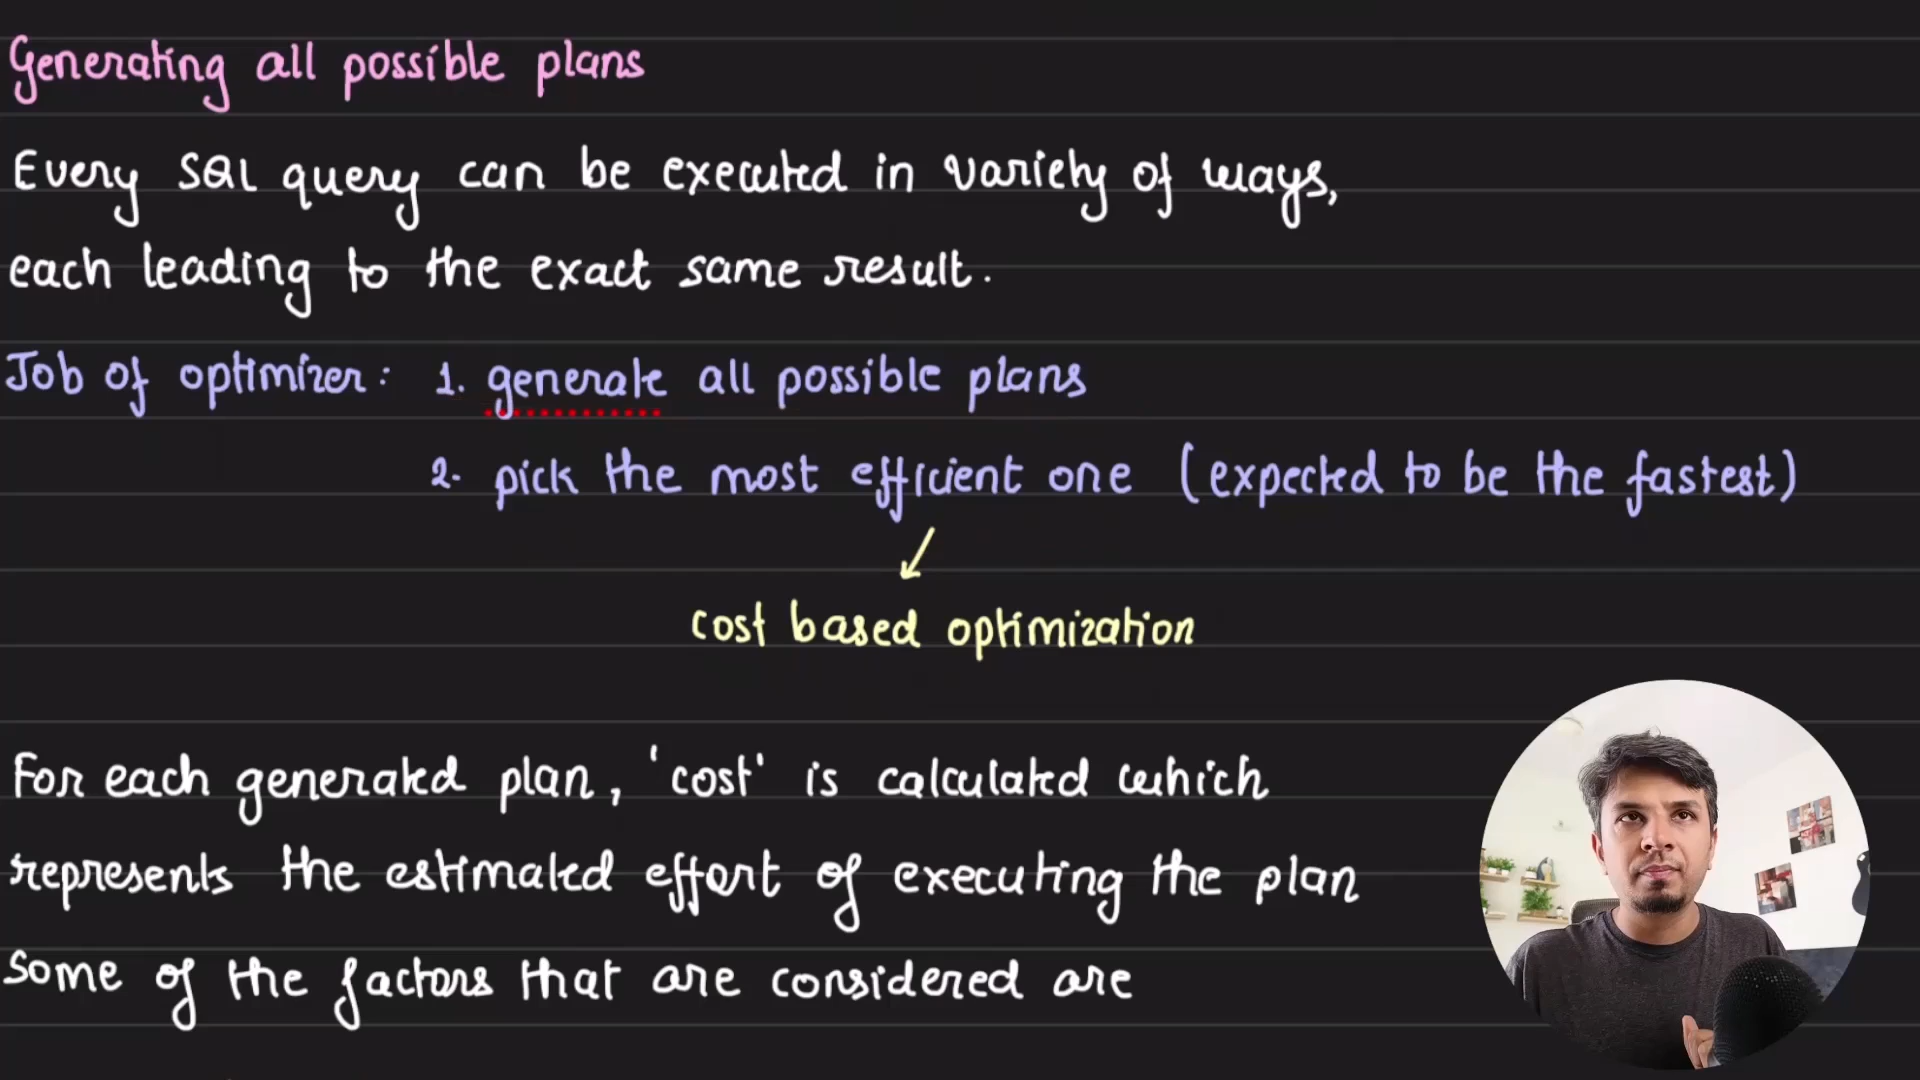 Generating all possible plans
Every SQL query can be executed in variety of ways,
each leading to the exact same result.
Job of optimizer: 1. generate all possible plans
2. pick the most efficient one (expected to be the fastest)
cost based optimization
For each generated plan, 'cost' is calculated which
represents the estimated effort of executing the plan
Some of the factors that are considered are